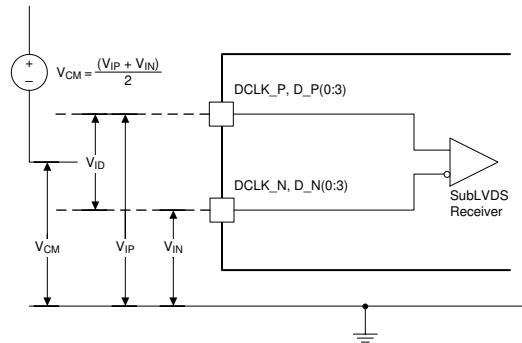 +
−
V_CM = (V_IP + V_IN) / 2
DCLK_P, D_P(0:3)
V_ID
DCLK_N, D_N(0:3)
SubLVDS
Receiver
V_CM
V_IP
V_IN